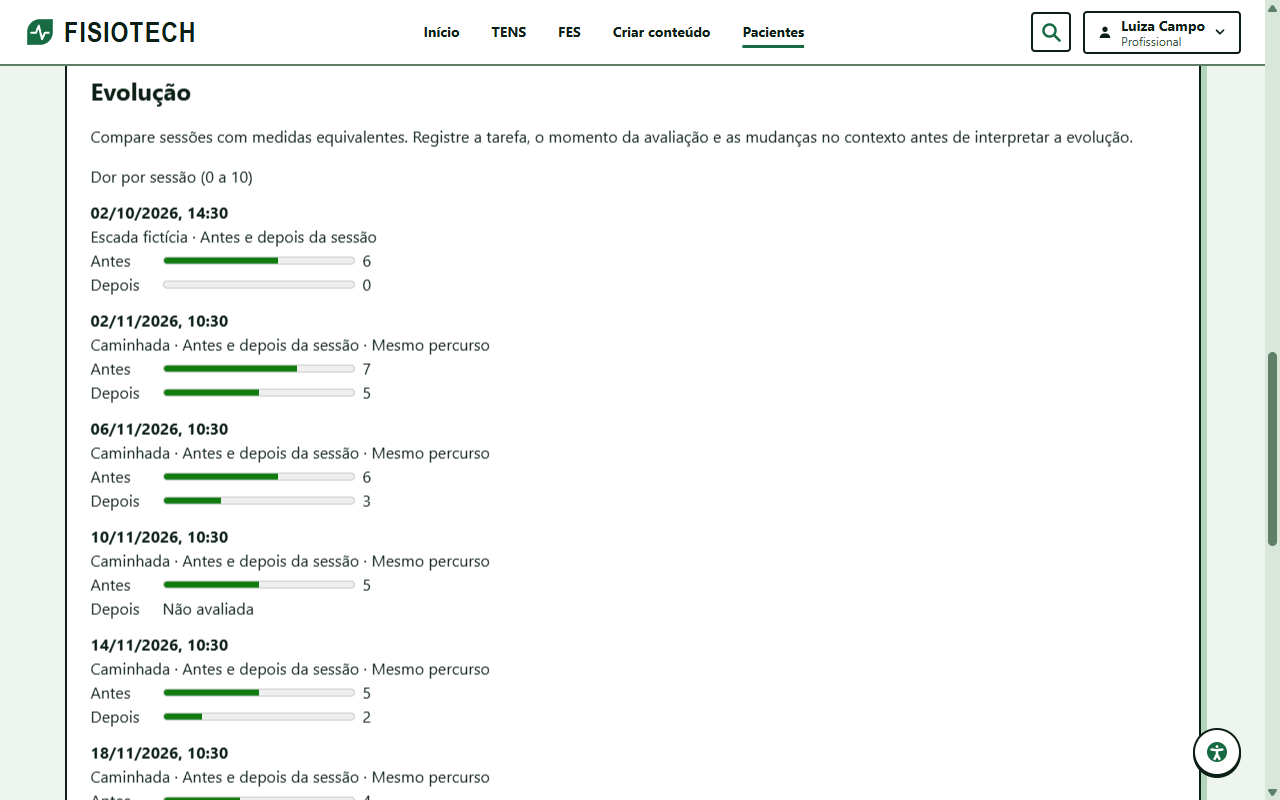 FISIOTECH
Início
TENS
FES
Criar conteúdo
Pacientes
Luiza Campo
Profissional
Evolução
Compare sessões com medidas equivalentes. Registre a tarefa, o momento da avaliação e as mudanças no contexto antes de interpretar a evolução.
Dor por sessão (0 a 10)
02/10/2026, 14:30
Escada fictícia · Antes e depois da sessão
Antes 6
Depois 0
02/11/2026, 10:30
Caminhada · Antes e depois da sessão · Mesmo percurso
Antes 7
Depois 5
06/11/2026, 10:30
Caminhada · Antes e depois da sessão · Mesmo percurso
Antes 6
Depois 3
10/11/2026, 10:30
Caminhada · Antes e depois da sessão · Mesmo percurso
Antes 5
Depois Não avaliada
14/11/2026, 10:30
Caminhada · Antes e depois da sessão · Mesmo percurso
Antes 5
Depois 2
18/11/2026, 10:30
Caminhada · Antes e depois da sessão · Mesmo percurso
Antes 4